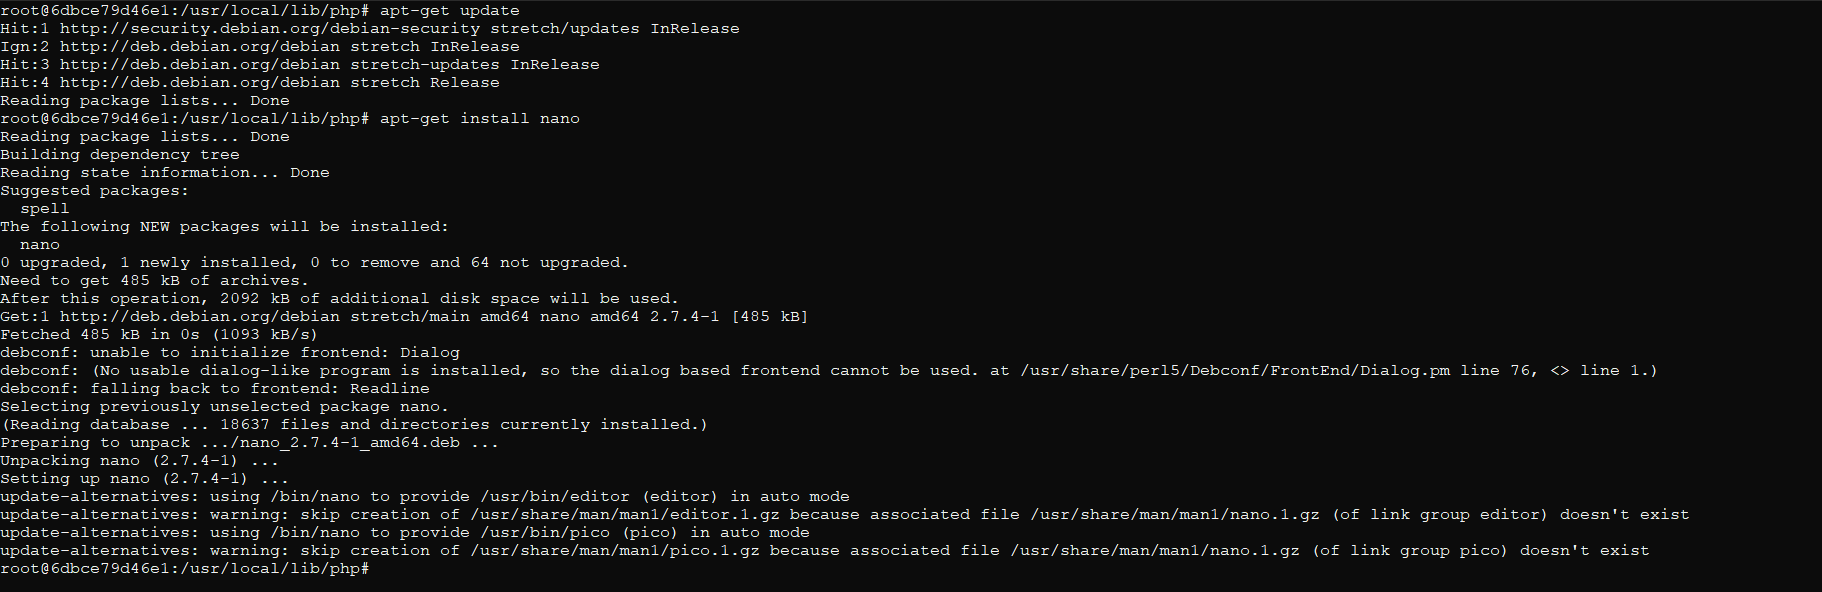 root@6dbce79d46e1:/usr/local/lib/php# apt-get update
Hit:1 http://security.debian.org/debian-security stretch/updates InRelease
Ign:2 http://deb.debian.org/debian stretch InRelease
Hit:3 http://deb.debian.org/debian stretch-updates InRelease
Hit:4 http://deb.debian.org/debian stretch Release
Reading package lists... Done
root@6dbce79d46e1:/usr/local/lib/php# apt-get install nano
Reading package lists... Done
Building dependency tree
Reading state information... Done
Suggested packages:
  spell
The following NEW packages will be installed:
  nano
0 upgraded, 1 newly installed, 0 to remove and 64 not upgraded.
Need to get 485 kB of archives.
After this operation, 2092 kB of additional disk space will be used.
Get:1 http://deb.debian.org/debian stretch/main amd64 nano amd64 2.7.4-1 [485 kB]
Fetched 485 kB in 0s (1093 kB/s)
debconf: unable to initialize frontend: Dialog
debconf: (No usable dialog-like program is installed, so the dialog based frontend cannot be used. at /usr/share/perl5/Debconf/FrontEnd/Dialog.pm line 76, <> line 1.)
debconf: falling back to frontend: Readline
Selecting previously unselected package nano.
(Reading database ... 18637 files and directories currently installed.)
Preparing to unpack .../nano_2.7.4-1_amd64.deb ...
Unpacking nano (2.7.4-1) ...
Setting up nano (2.7.4-1) ...
update-alternatives: using /bin/nano to provide /usr/bin/editor (editor) in auto mode
update-alternatives: warning: skip creation of /usr/share/man/man1/editor.1.gz because associated file /usr/share/man/man1/nano.1.gz (of link group editor) doesn't exist
update-alternatives: using /bin/nano to provide /usr/bin/pico (pico) in auto mode
update-alternatives: warning: skip creation of /usr/share/man/man1/pico.1.gz because associated file /usr/share/man/man1/nano.1.gz (of link group pico) doesn't exist
root@6dbce79d46e1:/usr/local/lib/php#